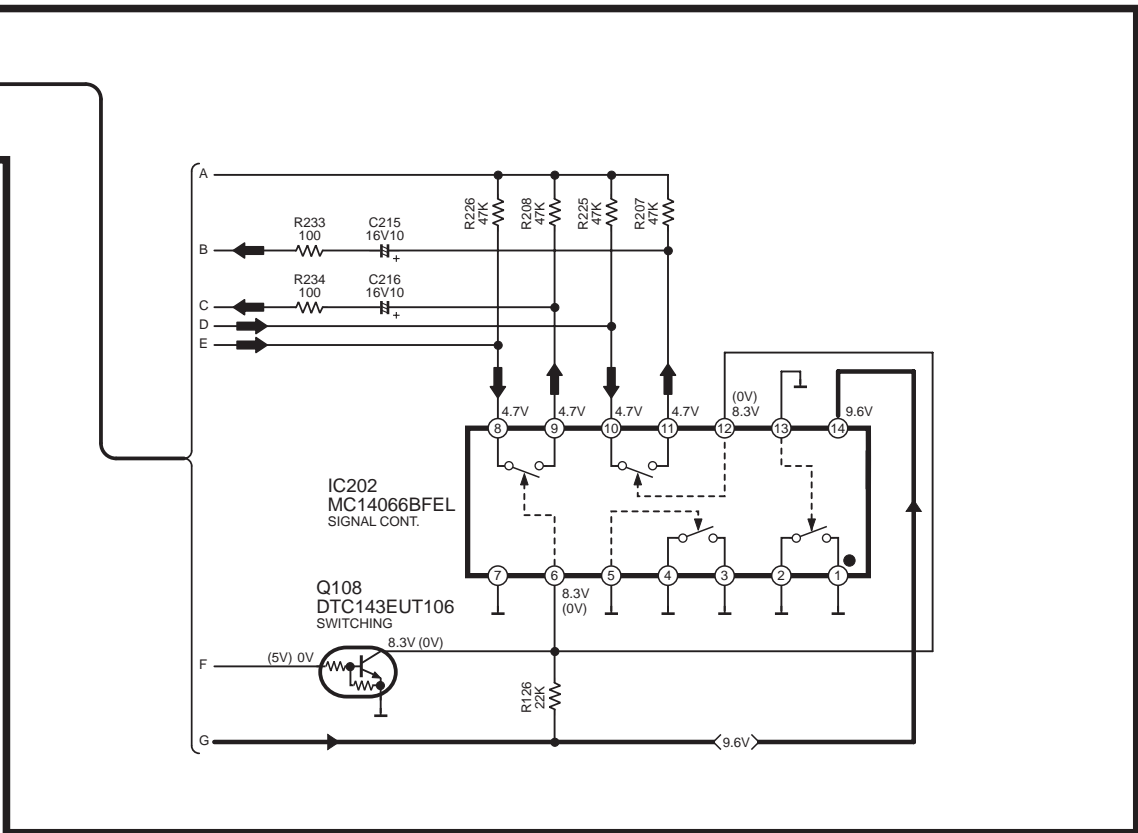 A
R226
47K
R208
47K
R225
47K
R207
47K
R233
100
C215
16V10
+
B
R234
100
C216
16V10
+
C
D
E
4.7V
4.7V
4.7V
4.7V
(0V)
8.3V
9.6V
8
9
10
11
12
13
14
IC202
MC14066BFEL
SIGNAL CONT.
7
6
5
4
3
2
1
8.3V
(0V)
Q108
DTC143EUT106
SWITCHING
8.3V (0V)
F
(5V) 0V
R126
22K
G
9.6V